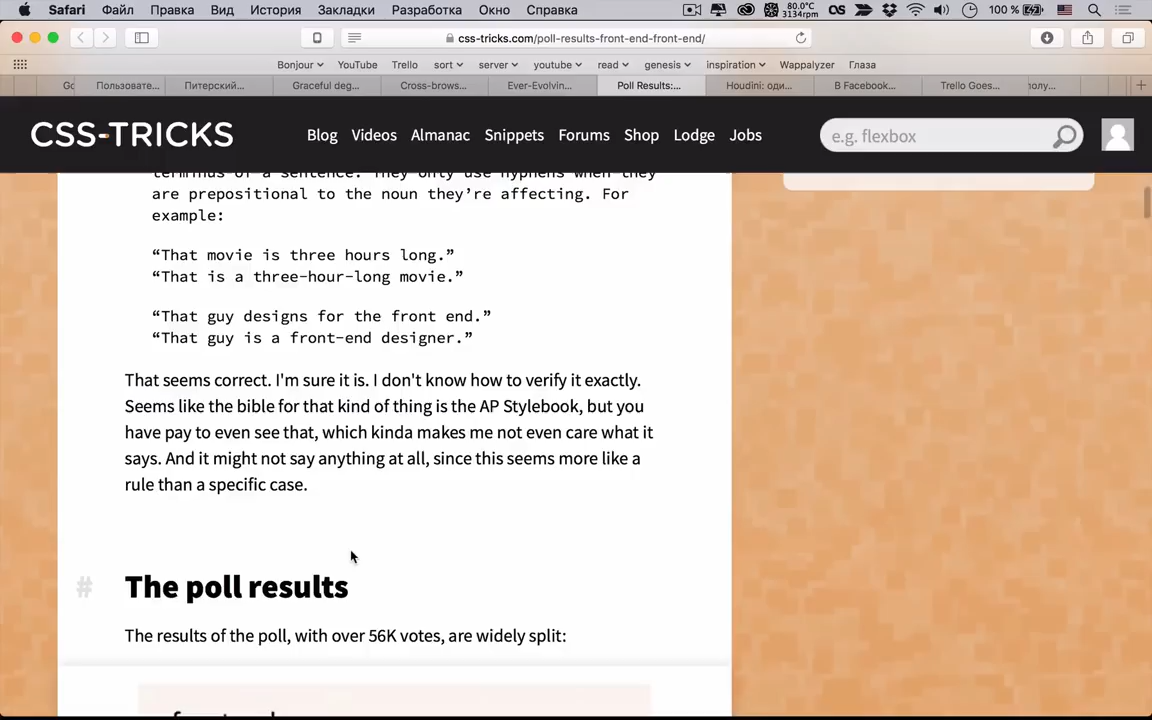 Safari Файл Правка Вид История Закладки Разработка Окно Справка 80.0°C 3134rpm 100 %
css-tricks.com/poll-results-front-end-front-end/
Bonjour YouTube Trello sort server youtube read genesis inspiration Wappalyzer Глаза
Gc Пользовате... Питерский... Graceful deg... Cross-brows... Ever-Evolvin... Poll Results:... Houdini: оди... В Facebook... Trello Goes... полу...
CSS-TRICKS Blog Videos Almanac Snippets Forums Shop Lodge Jobs e.g. flexbox
terminus of a sentence. They only use hyphens when they
are prepositional to the noun they’re affecting. For
example:
“That movie is three hours long.”
“That is a three-hour-long movie.”
“That guy designs for the front end.”
“That guy is a front-end designer.”
That seems correct. I'm sure it is. I don't know how to verify it exactly.
Seems like the bible for that kind of thing is the AP Stylebook, but you
have pay to even see that, which kinda makes me not even care what it
says. And it might not say anything at all, since this seems more like a
rule than a specific case.
# The poll results
The results of the poll, with over 56K votes, are widely split: